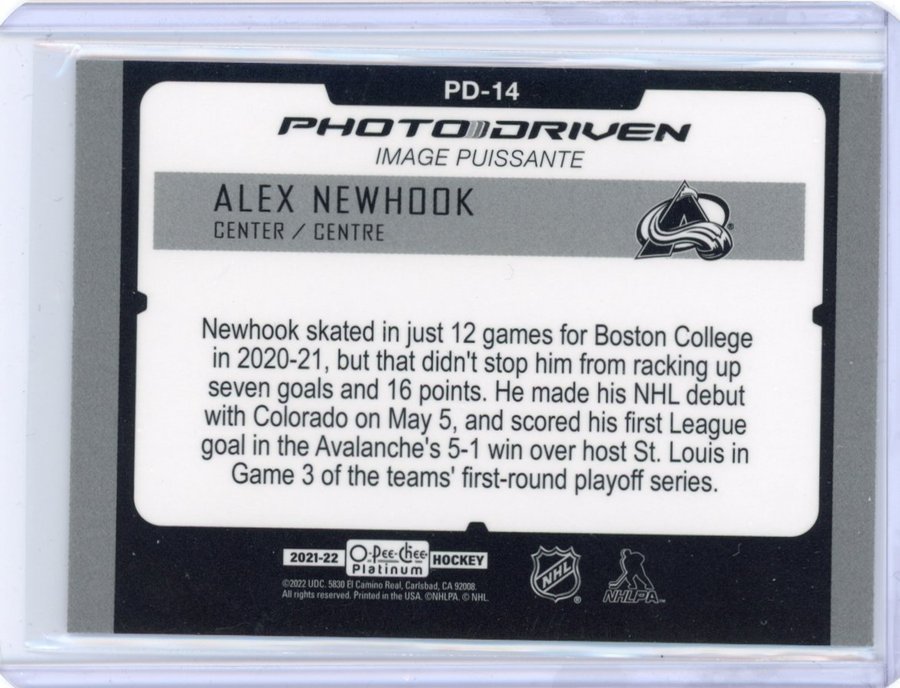 PD-14
PHOTO DRIVEN
IMAGE PUISSANTE
ALEX NEWHOOK
CENTER / CENTRE
A
®
Newhook skated in just 12 games for Boston College
in 2020-21, but that didn't stop him from racking up
seven goals and 16 points. He made his NHL debut
with Colorado on May 5, and scored his first League
goal in the Avalanche's 5-1 win over host St. Louis in
Game 3 of the teams' first-round playoff series.
2021-22 O-Pee-Chee Platinum HOCKEY
©2022 UDC. 5830 El Camino Real, Carlsbad, CA 92008.
All rights reserved. Printed in the USA. ©NHLPA. © NHL.
NHL ®
NHLPA